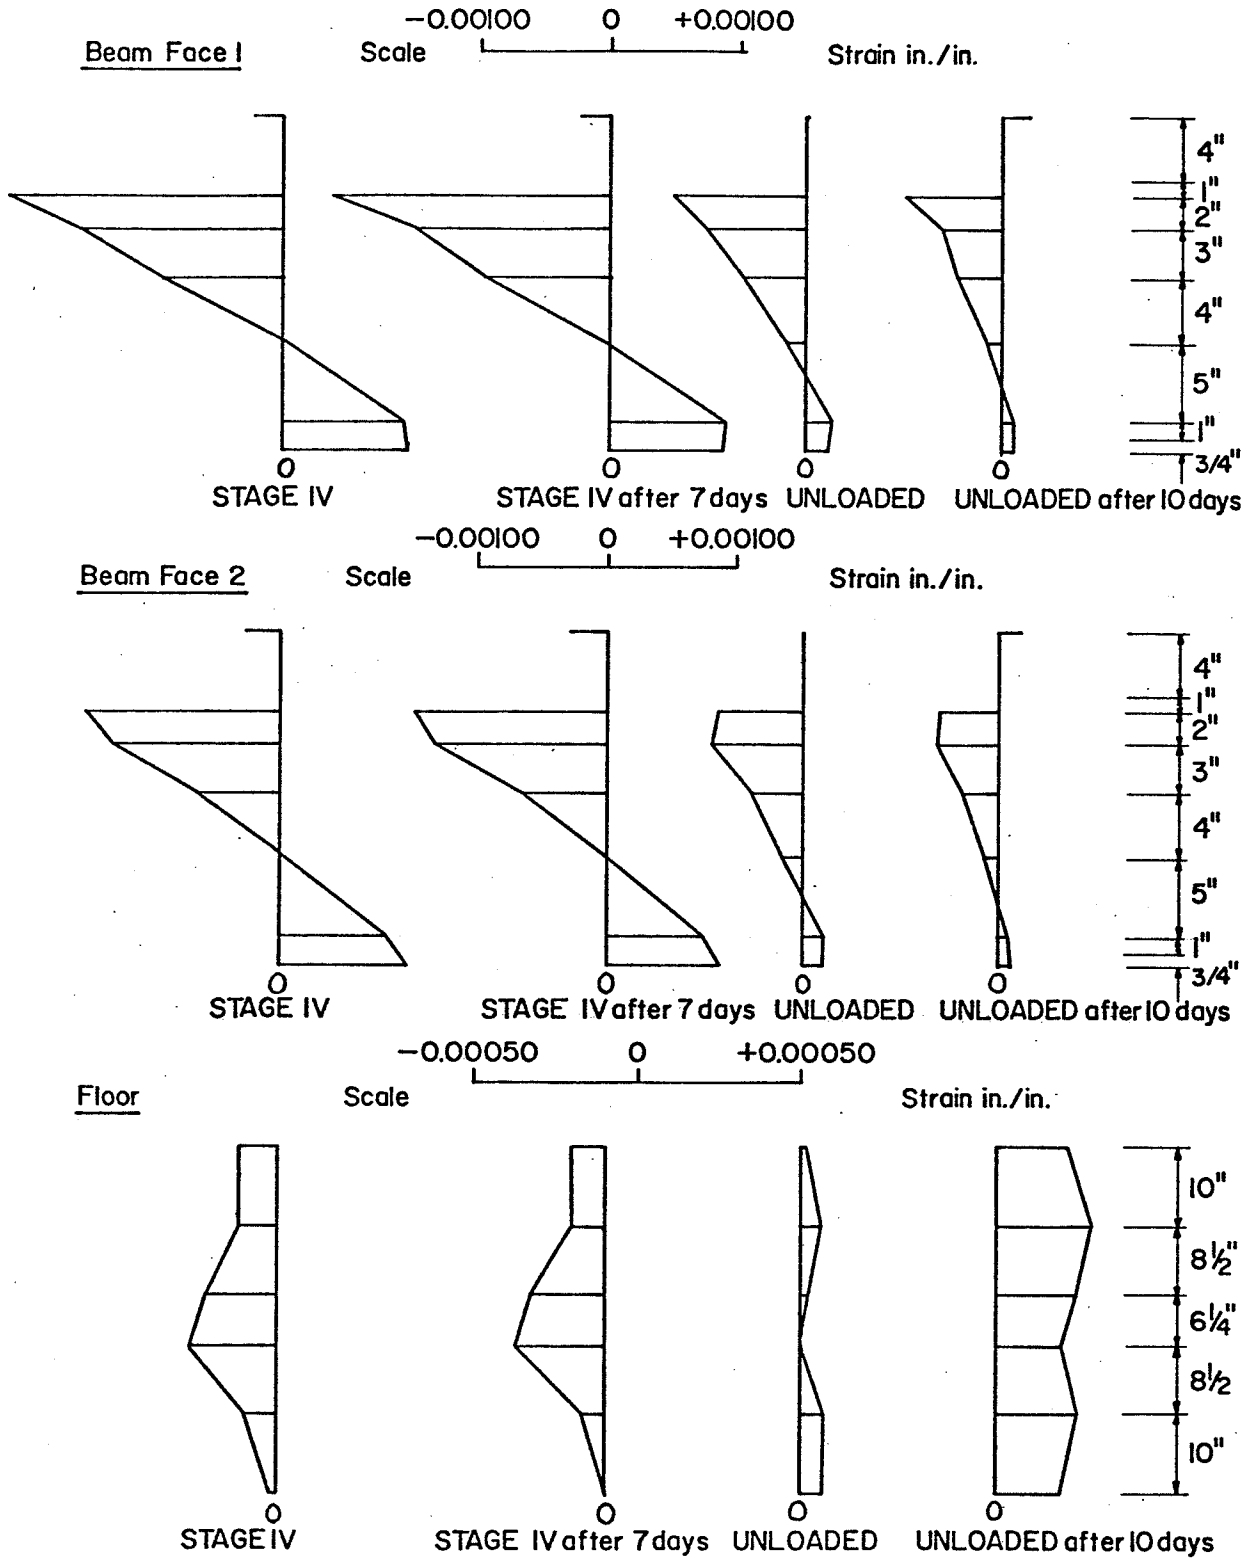 −0.00100 0 +0.00100
Beam Face 1 Scale Strain in./in.
4"
1"
2"
3"
4"
5"
1"
3/4"
0 0 0 0
STAGE IV STAGE IV after 7 days UNLOADED UNLOADED after 10 days
−0.00100 0 +0.00100
Beam Face 2 Scale Strain in./in.
4"
1"
2"
3"
4"
5"
1"
3/4"
0 0 0 0
STAGE IV STAGE IV after 7 days UNLOADED UNLOADED after 10 days
−0.00050 0 +0.00050
Floor Scale Strain in./in.
10"
8½"
6¼"
8½
10"
0 0 0 0
STAGE IV STAGE IV after 7 days UNLOADED UNLOADED after 10 days